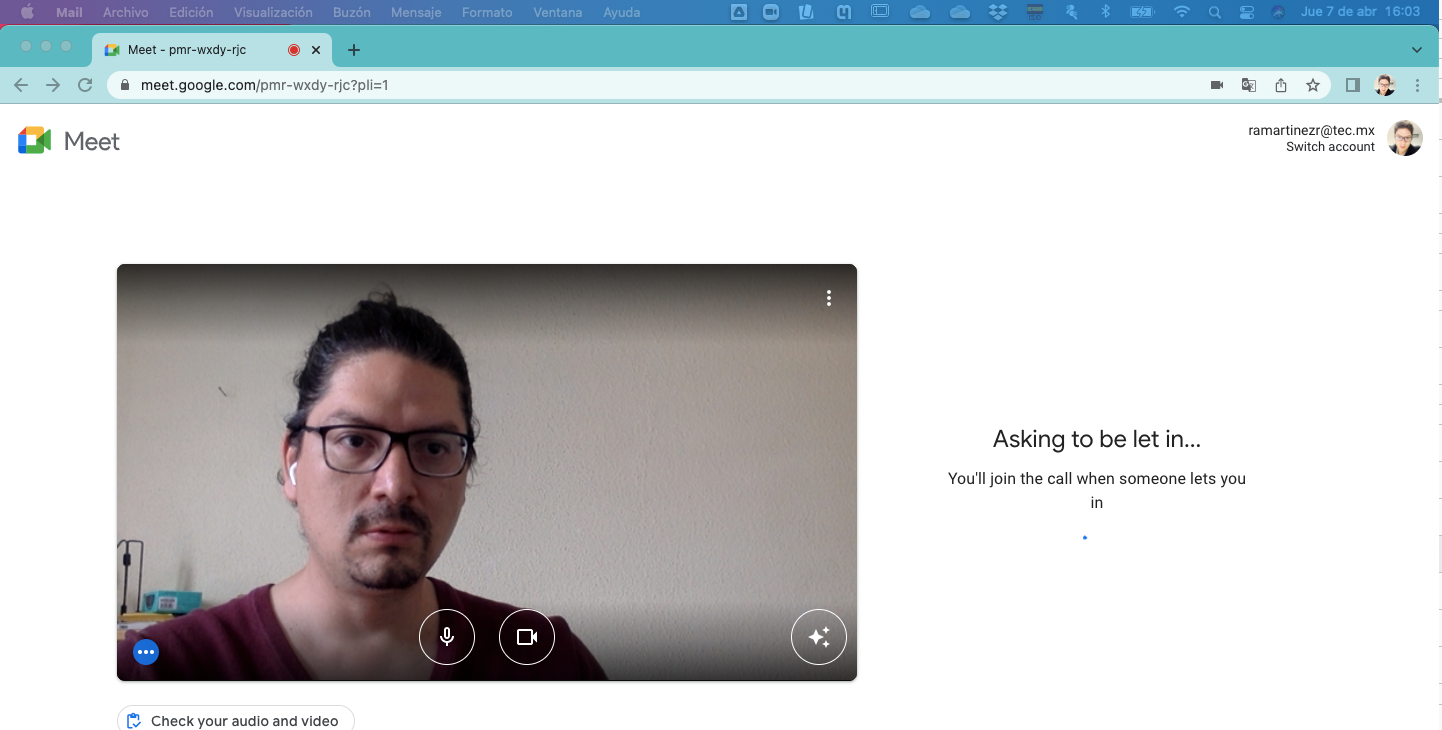 Mail Archivo Edición Visualización Buzón Mensaje Formato Ventana Ayuda Jue 7 de abr 16:03
Meet - pmr-wxdy-rjc
meet.google.com/pmr-wxdy-rjc?pli=1
Meet
ramartinezr@tec.mx
Switch account
Asking to be let in...
You'll join the call when someone lets you
in
Check your audio and video